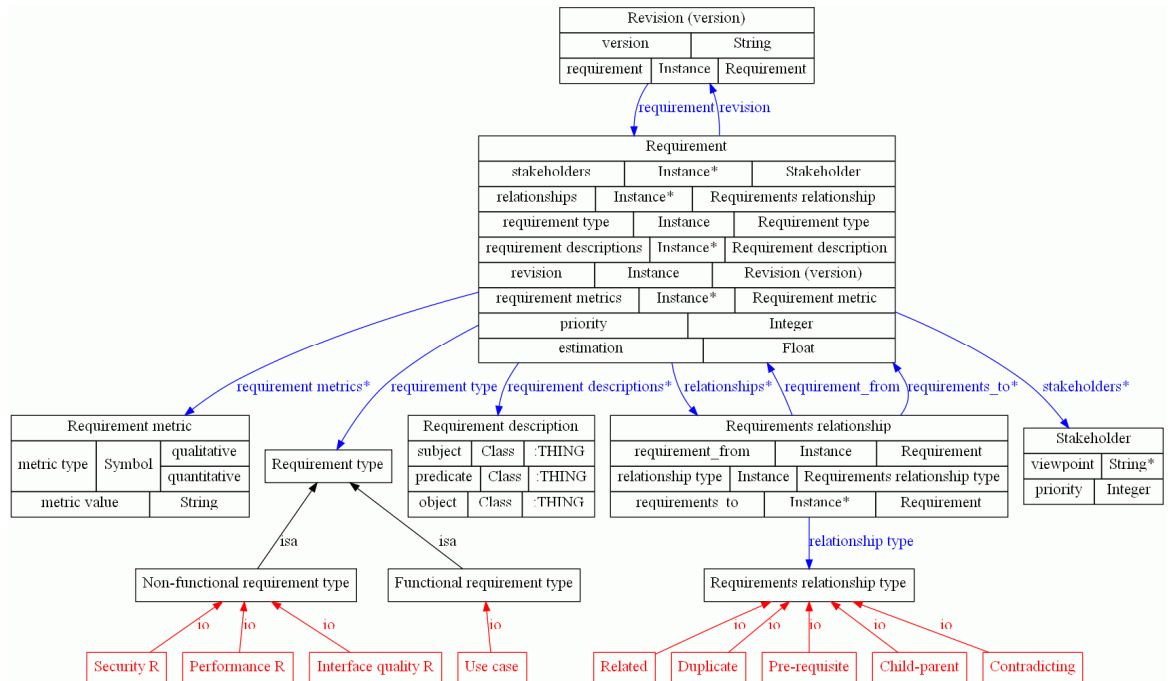 Revision (version)
version String
requirement Instance Requirement
requirement revision
Requirement
stakeholders Instance* Stakeholder
relationships Instance* Requirements relationship
requirement type Instance Requirement type
requirement descriptions Instance* Requirement description
revision Instance Revision (version)
requirement metrics Instance* Requirement metric
priority Integer
estimation Float
requirement metrics* requirement type requirement descriptions* relationships* requirement_from requirements_to* stakeholders*
Requirement metric
metric type Symbol qualitative
quantitative
metric value String
Requirement type
Requirement description
subject Class :THING
predicate Class :THING
object Class :THING
Requirements relationship
requirement_from Instance Requirement
relationship type Instance Requirements relationship type
requirements_to Instance* Requirement
Stakeholder
viewpoint String*
priority Integer
isa isa relationship type
Non-functional requirement type Functional requirement type Requirements relationship type
io io io io io io io io io
Security R Performance R Interface quality R Use case Related Duplicate Pre-requisite Child-parent Contradicting